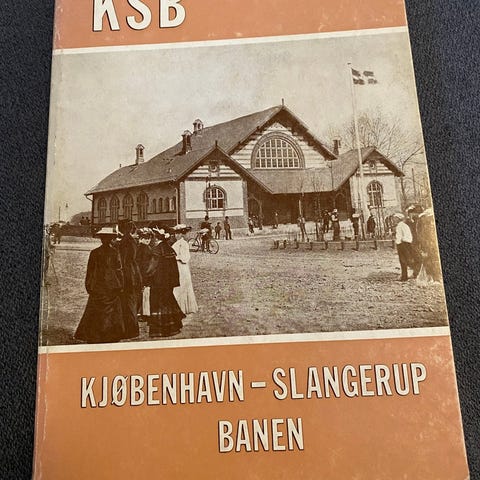 KSB
KJØBENHAVN – SLANGERUP
BANEN